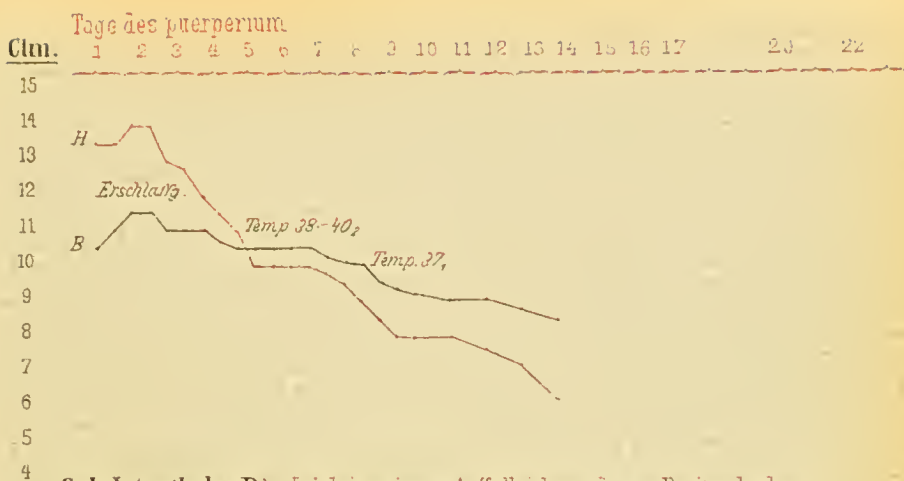 Tage des puerperium
Ctm. 1 2 3 4 5 6 7 8 9 10 11 12 13 14 15 16 17 20 22
15
14
H
13
12 Erschlaffg.
11 Temp 38.-40,2
B
10 Temp. 37,1
9
8
7
6
5
4